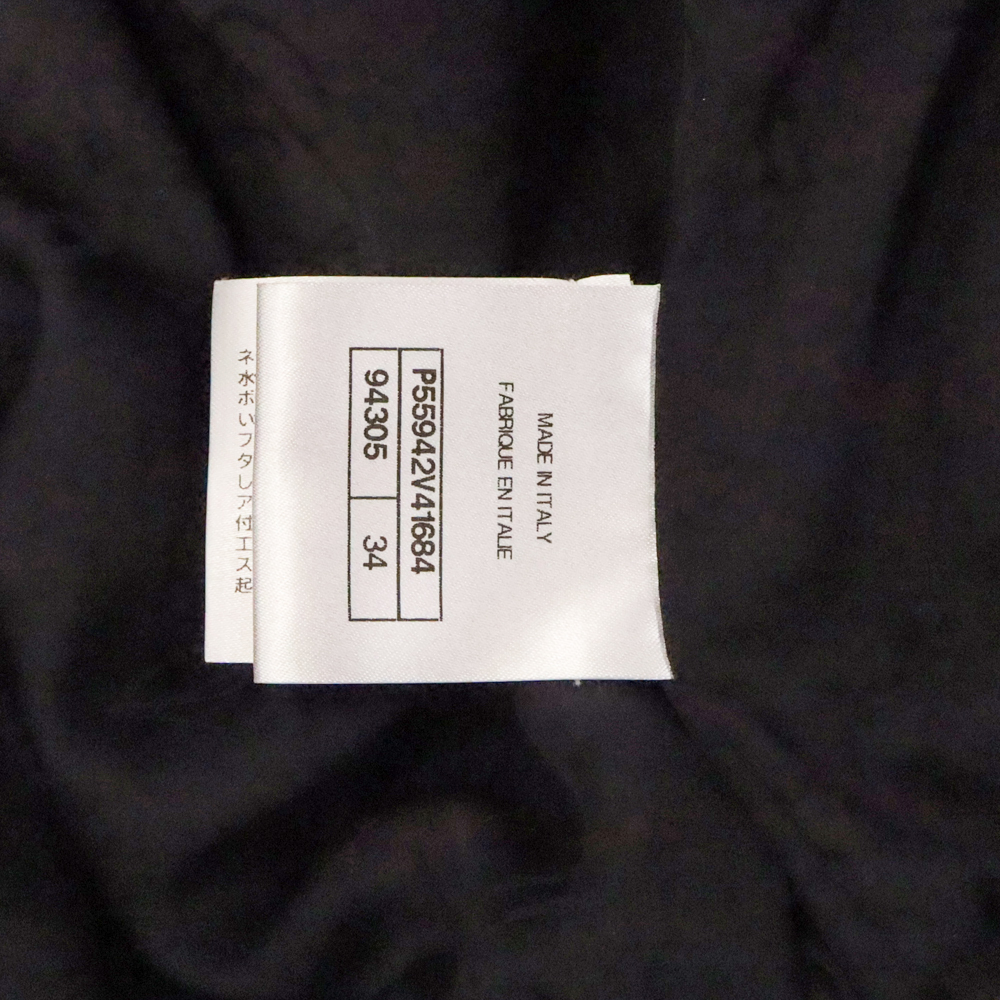 MADE IN ITALY
FABRIQUE EN ITALIE
P55942V41684
94305 34
ネ
水
ボ
い
フ
タ
し
ア
付
エ
ス
起